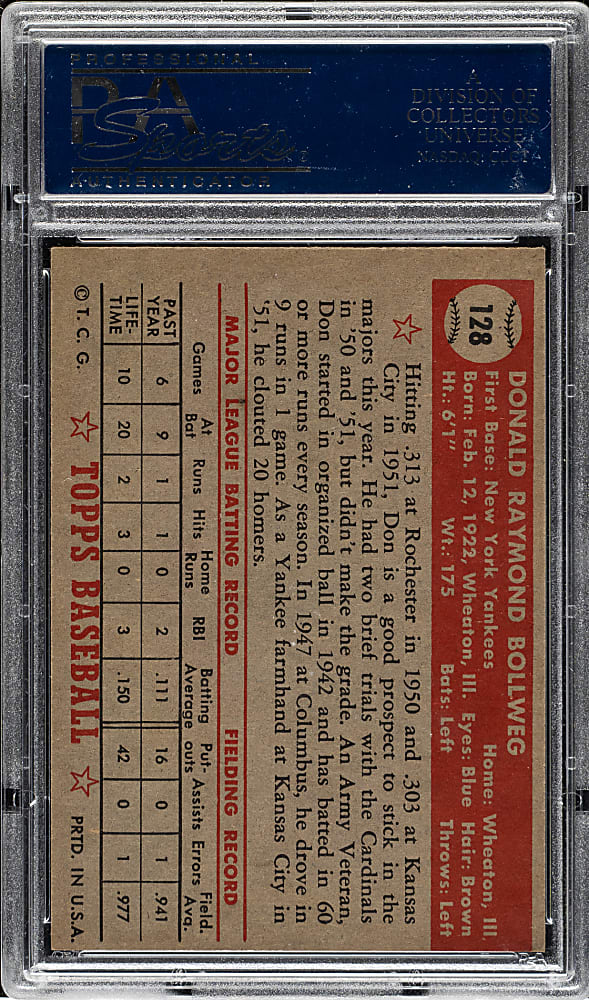 PROFESSIONAL
PSA
Sports
AUTHENTICATOR
A
DIVISION OF
COLLECTORS
UNIVERSE
NASDAQ: CLCT
128
DONALD RAYMOND BOLLWEG
First Base: New York Yankees Home: Wheaton, Ill.
Born: Feb. 12, 1922, Wheaton, Ill. Eyes: Blue Hair: Brown
Ht.: 6'1" Wt.: 175 Bats: Left Throws: Left
Hitting .313 at Rochester in 1950 and .303 at Kansas
City in 1951, Don is a good prospect to stick in the
majors this year. He had two brief trials with the Cardinals
in '50 and '51, but didn't make the grade. An Army Veteran,
Don started in organized ball in 1942 and has batted in 60
or more runs every season. In 1947 at Columbus, he drove in
9 runs in 1 game. As a Yankee farmhand at Kansas City in
'51, he clouted 20 homers.
MAJOR LEAGUE BATTING RECORD FIELDING RECORD
Games At Bat Runs Hits Home Runs RBI Batting Average Put-outs Assists Errors Field. Avg.
PAST YEAR 6 9 1 1 0 2 .111 16 0 1 .941
LIFE-TIME 10 20 2 3 0 3 .150 42 0 1 .977
© T. C. G. TOPPS BASEBALL PRTD. IN U.S.A.